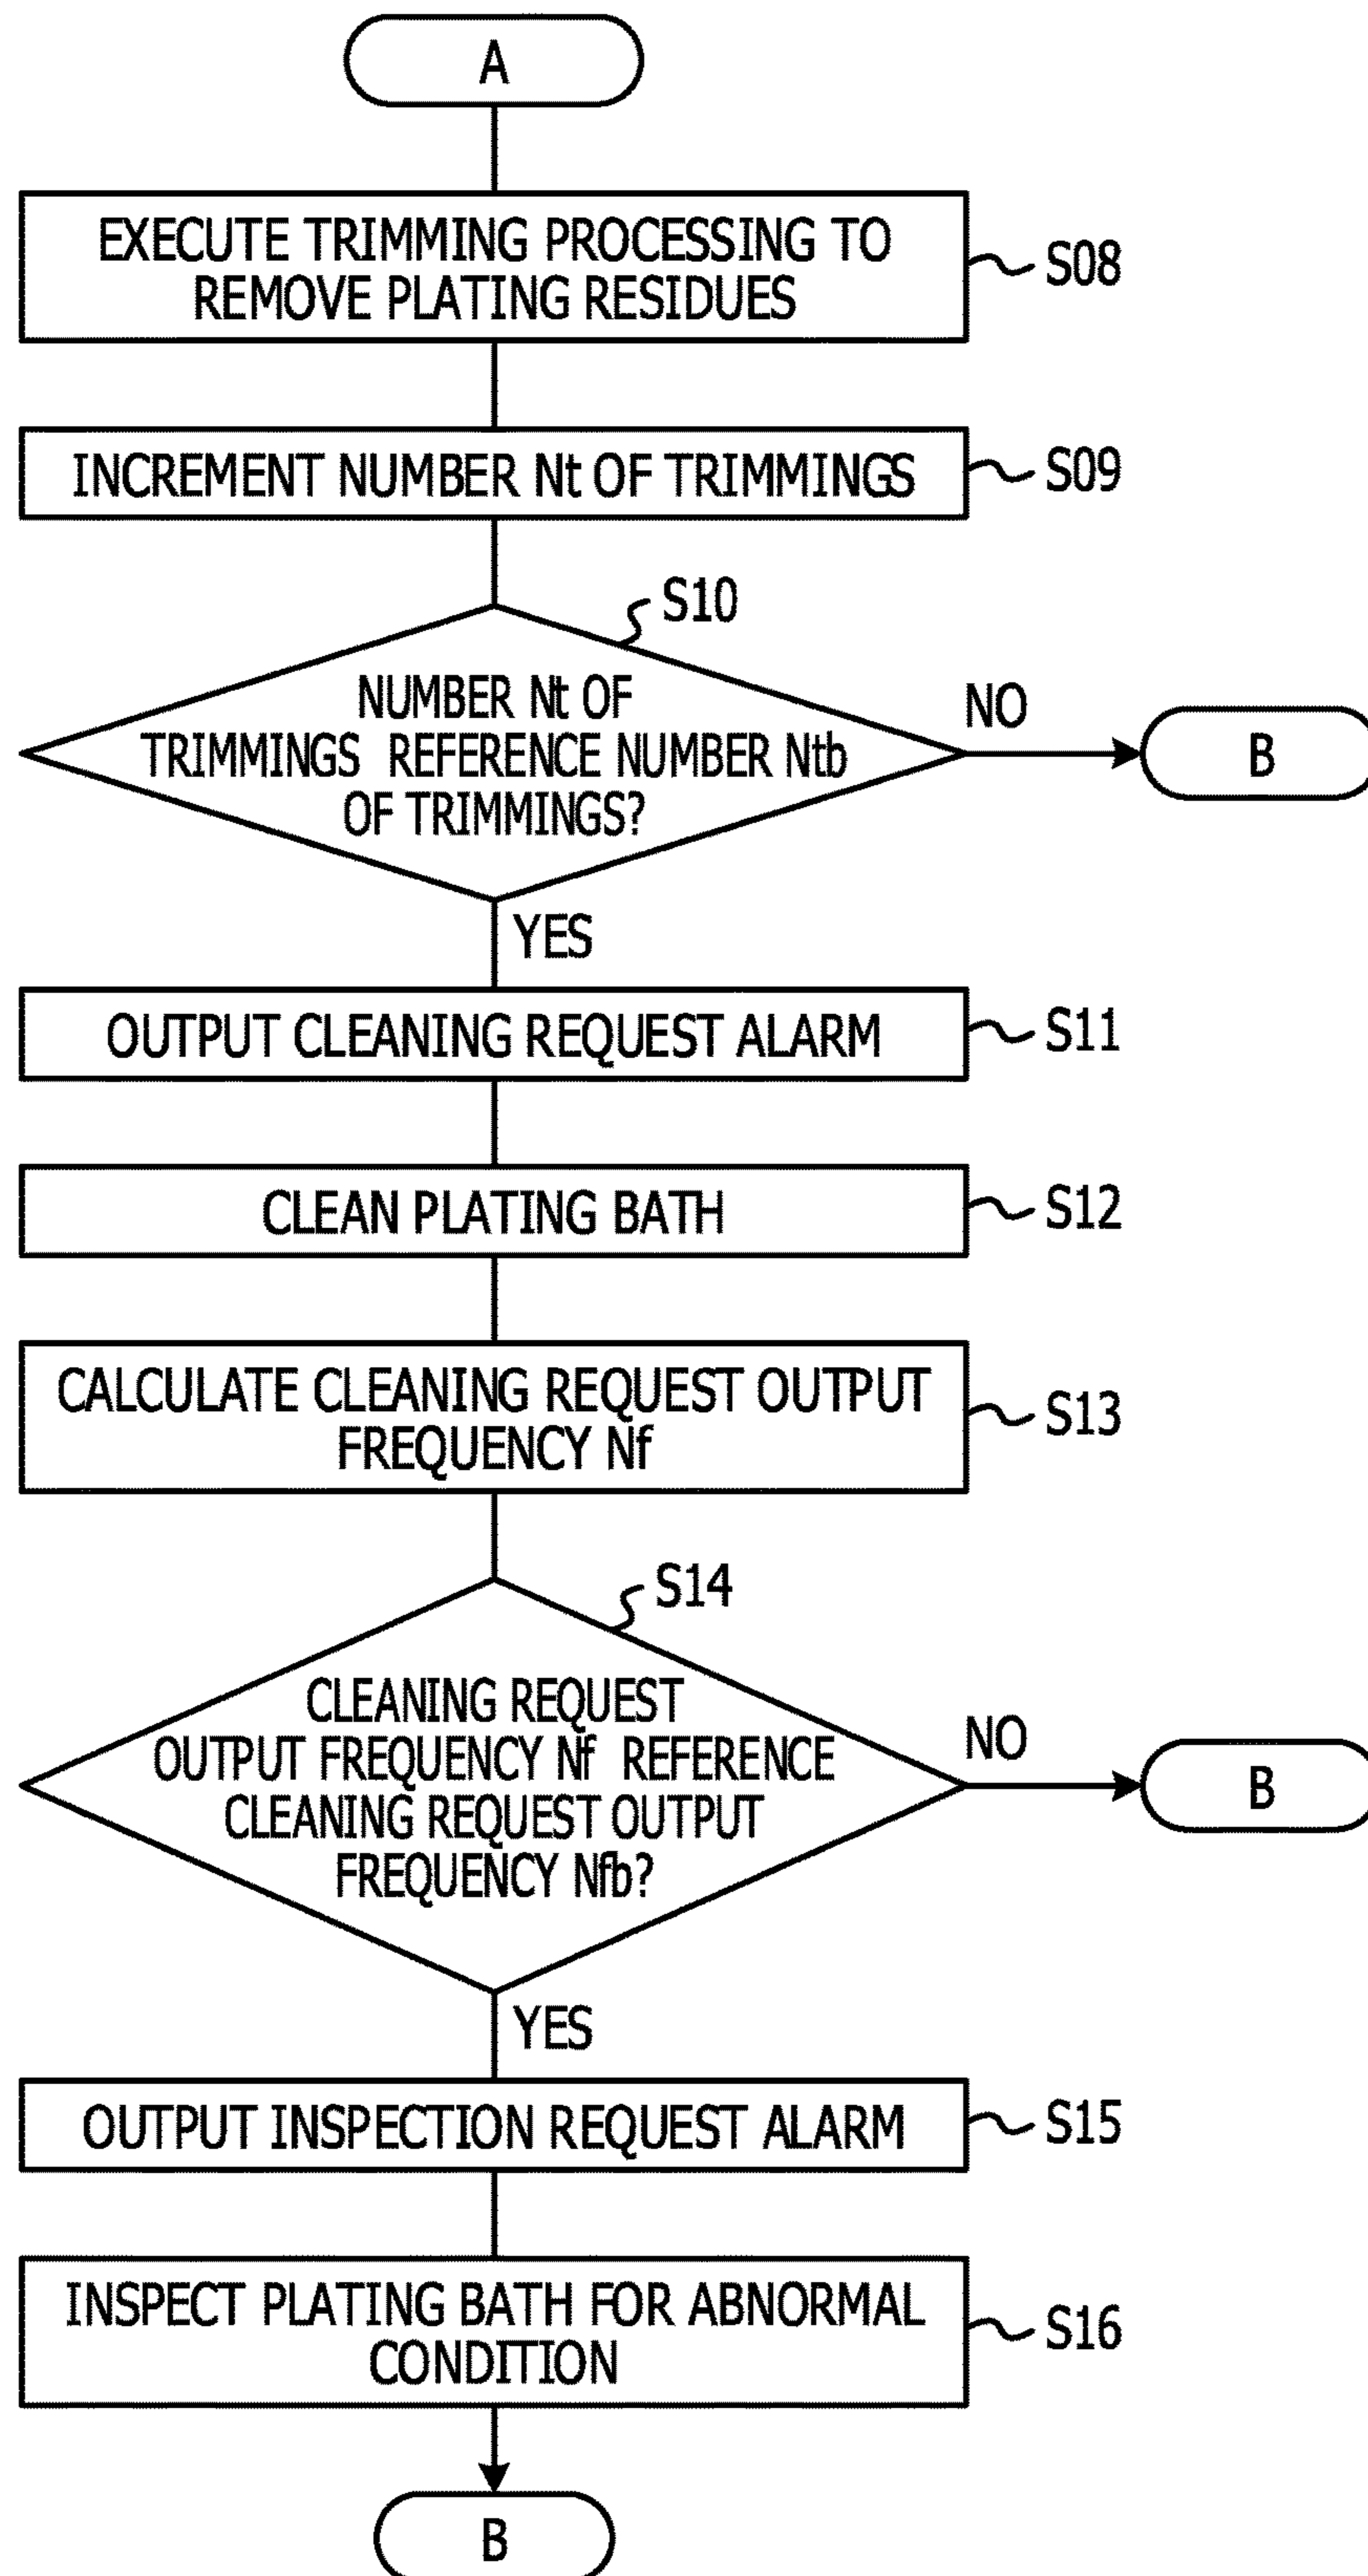 A
EXECUTE TRIMMING PROCESSING TO
REMOVE PLATING RESIDUES
S08
INCREMENT NUMBER Nt OF TRIMMINGS
S09
S10
NUMBER Nt OF
TRIMMINGS REFERENCE NUMBER Ntb
OF TRIMMINGS?
NO
B
YES
OUTPUT CLEANING REQUEST ALARM
S11
CLEAN PLATING BATH
S12
CALCULATE CLEANING REQUEST OUTPUT
FREQUENCY Nf
S13
S14
CLEANING REQUEST
OUTPUT FREQUENCY Nf REFERENCE
CLEANING REQUEST OUTPUT
FREQUENCY Nfb?
NO
B
YES
OUTPUT INSPECTION REQUEST ALARM
S15
INSPECT PLATING BATH FOR ABNORMAL
CONDITION
S16
B